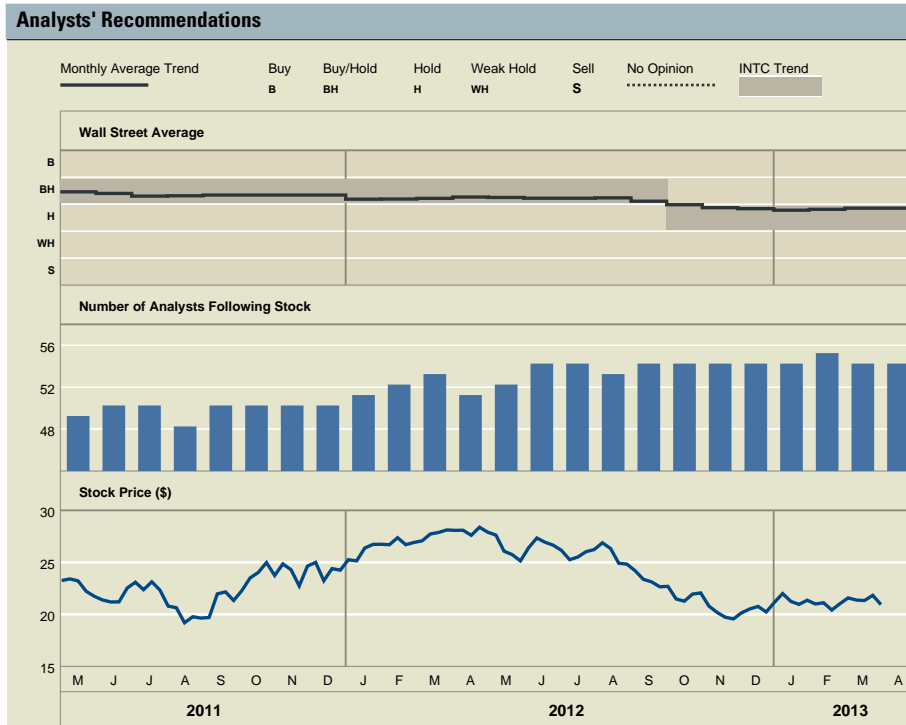 Analysts' Recommendations
Monthly Average Trend Buy Buy/Hold Hold Weak Hold Sell No Opinion INTC Trend
B BH H WH S
Wall Street Average
B
BH
H
WH
S
Number of Analysts Following Stock
56
52
48
Stock Price ($)
30
25
20
15
M J J A S O N D J F M A M J J A S O N D J F M A
2011 2012 2013